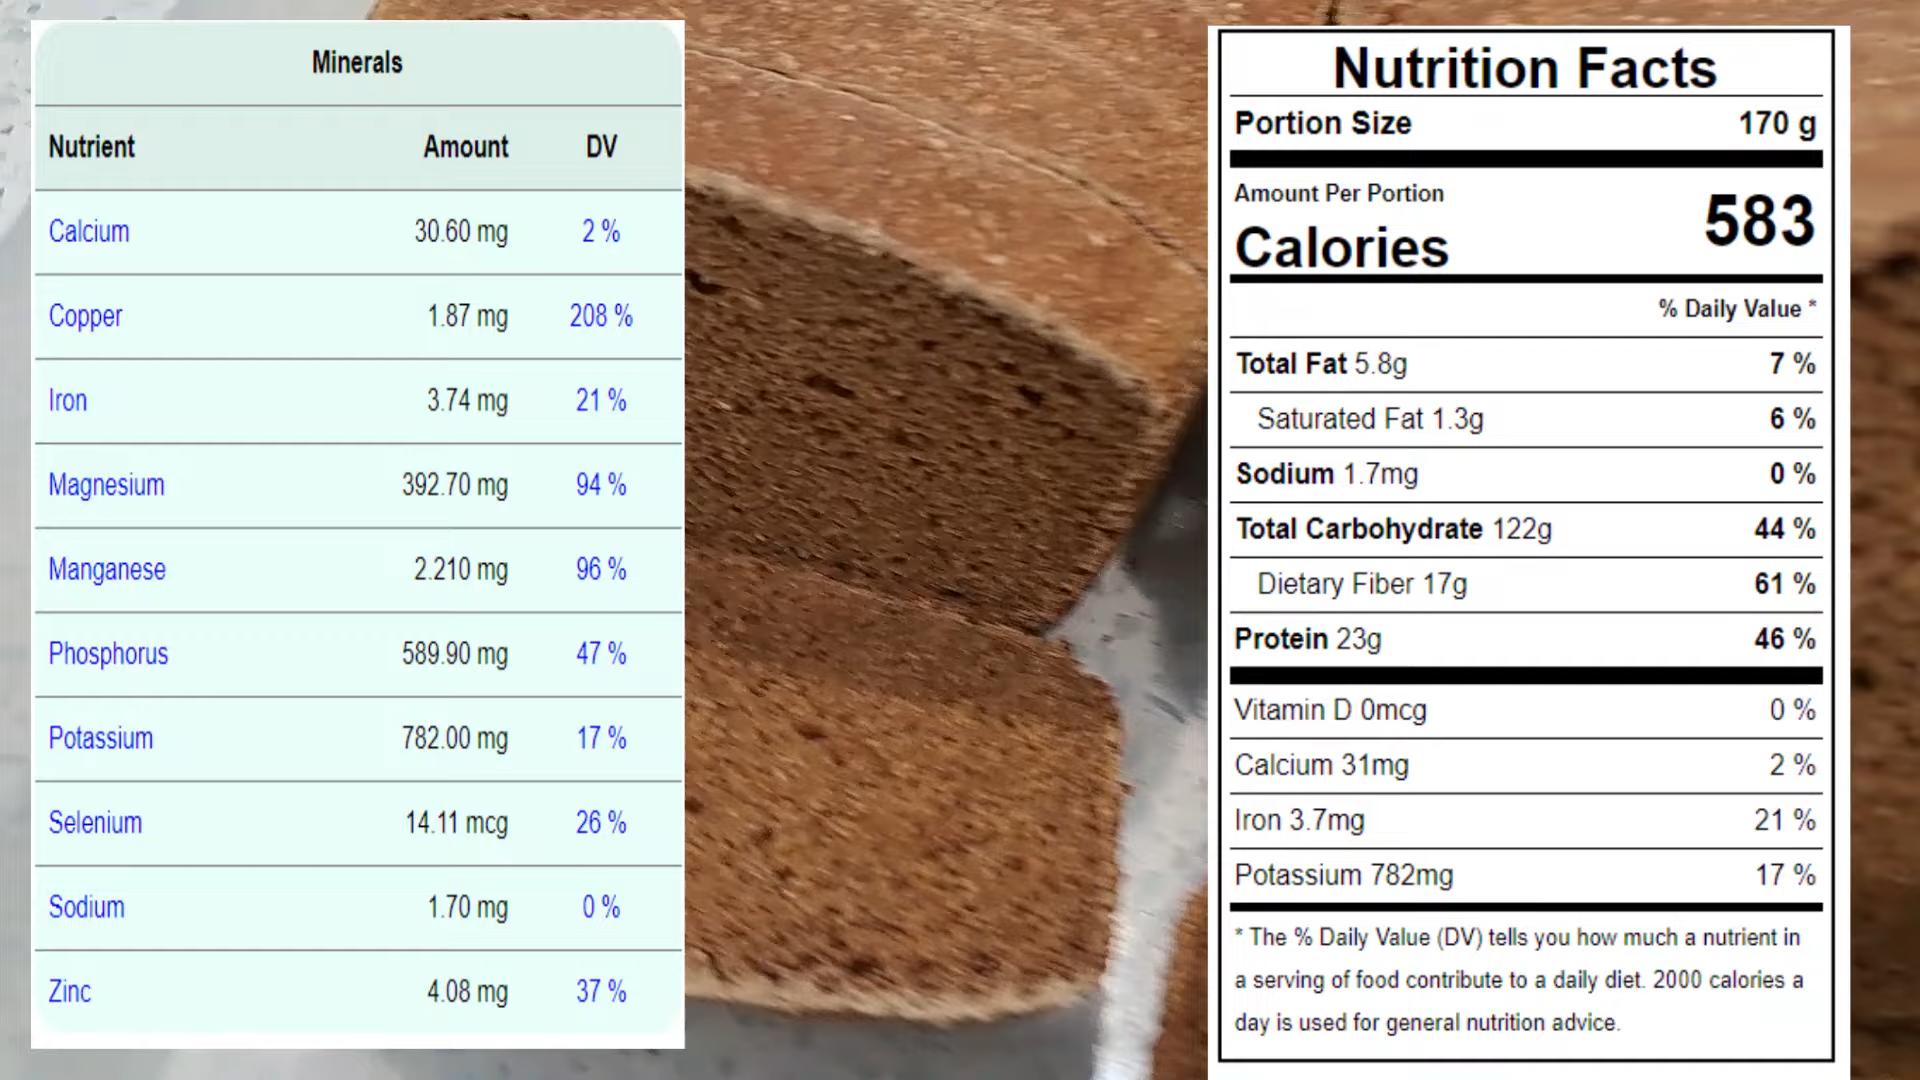 Minerals
Nutrient Amount DV
Calcium 30.60 mg 2 %
Copper 1.87 mg 208 %
Iron 3.74 mg 21 %
Magnesium 392.70 mg 94 %
Manganese 2.210 mg 96 %
Phosphorus 589.90 mg 47 %
Potassium 782.00 mg 17 %
Selenium 14.11 mcg 26 %
Sodium 1.70 mg 0 %
Zinc 4.08 mg 37 %
Nutrition Facts
Portion Size 170 g
Amount Per Portion
Calories 583
% Daily Value *
Total Fat 5.8g 7 %
Saturated Fat 1.3g 6 %
Sodium 1.7mg 0 %
Total Carbohydrate 122g 44 %
Dietary Fiber 17g 61 %
Protein 23g 46 %
Vitamin D 0mcg 0 %
Calcium 31mg 2 %
Iron 3.7mg 21 %
Potassium 782mg 17 %
* The % Daily Value (DV) tells you how much a nutrient in
a serving of food contribute to a daily diet. 2000 calories a
day is used for general nutrition advice.